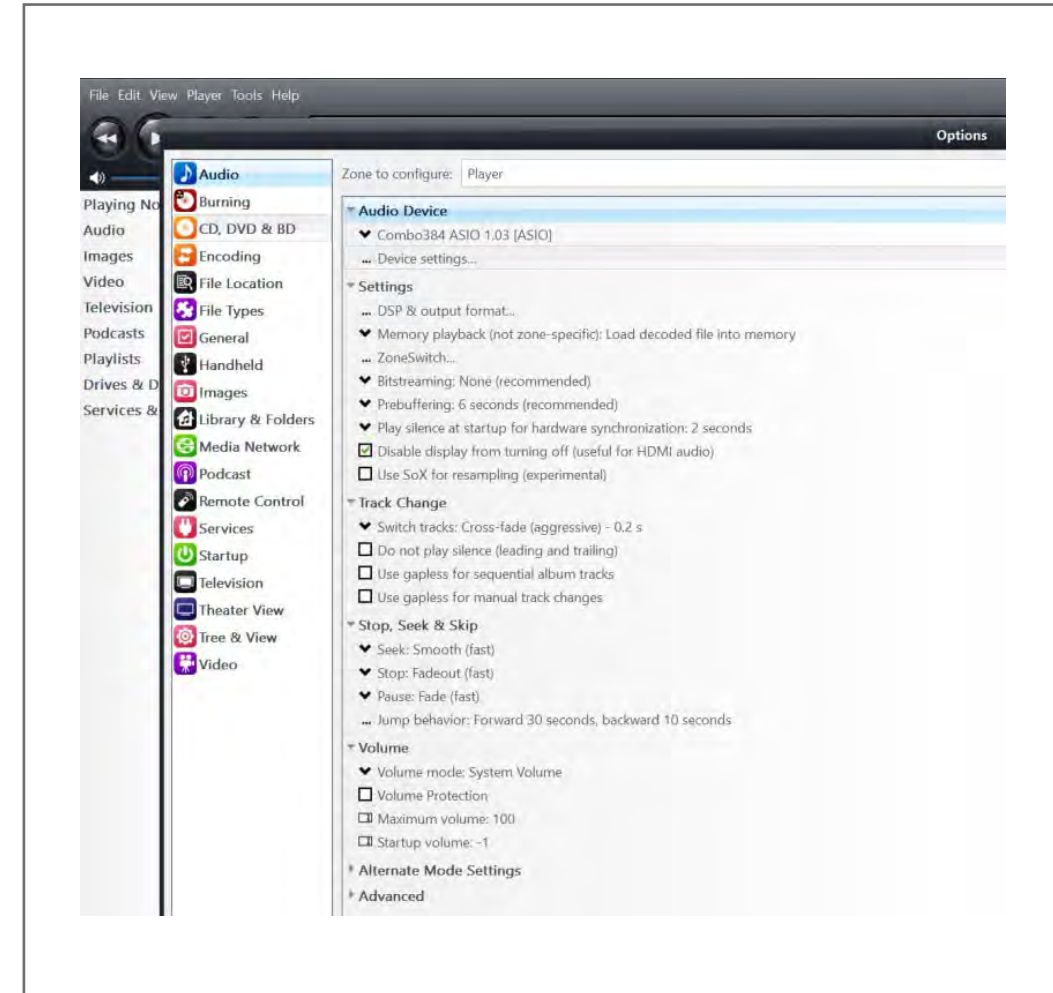 File Edit View Player Tools Help
Options
Playing No
Audio
Images
Video
Television
Podcasts
Playlists
Drives & D
Services &
Audio
Burning
CD, DVD & BD
Encoding
File Location
File Types
General
Handheld
Images
Library & Folders
Media Network
Podcast
Remote Control
Services
Startup
Television
Theater View
Tree & View
Video
Zone to configure: Player
Audio Device
Combo384 ASIO 1.03 [ASIO]
... Device settings...
Settings
... DSP & output format...
Memory playback (not zone-specific): Load decoded file into memory
... ZoneSwitch...
Bitstreaming: None (recommended)
Prebuffering: 6 seconds (recommended)
Play silence at startup for hardware synchronization: 2 seconds
Disable display from turning off (useful for HDMI audio)
Use SoX for resampling (experimental)
Track Change
Switch tracks: Cross-fade (aggressive) - 0.2 s
Do not play silence (leading and trailing)
Use gapless for sequential album tracks
Use gapless for manual track changes
Stop, Seek & Skip
Seek: Smooth (fast)
Stop: Fadeout (fast)
Pause: Fade (fast)
... Jump behavior: Forward 30 seconds, backward 10 seconds
Volume
Volume mode: System Volume
Volume Protection
Maximum volume: 100
Startup volume: -1
Alternate Mode Settings
Advanced